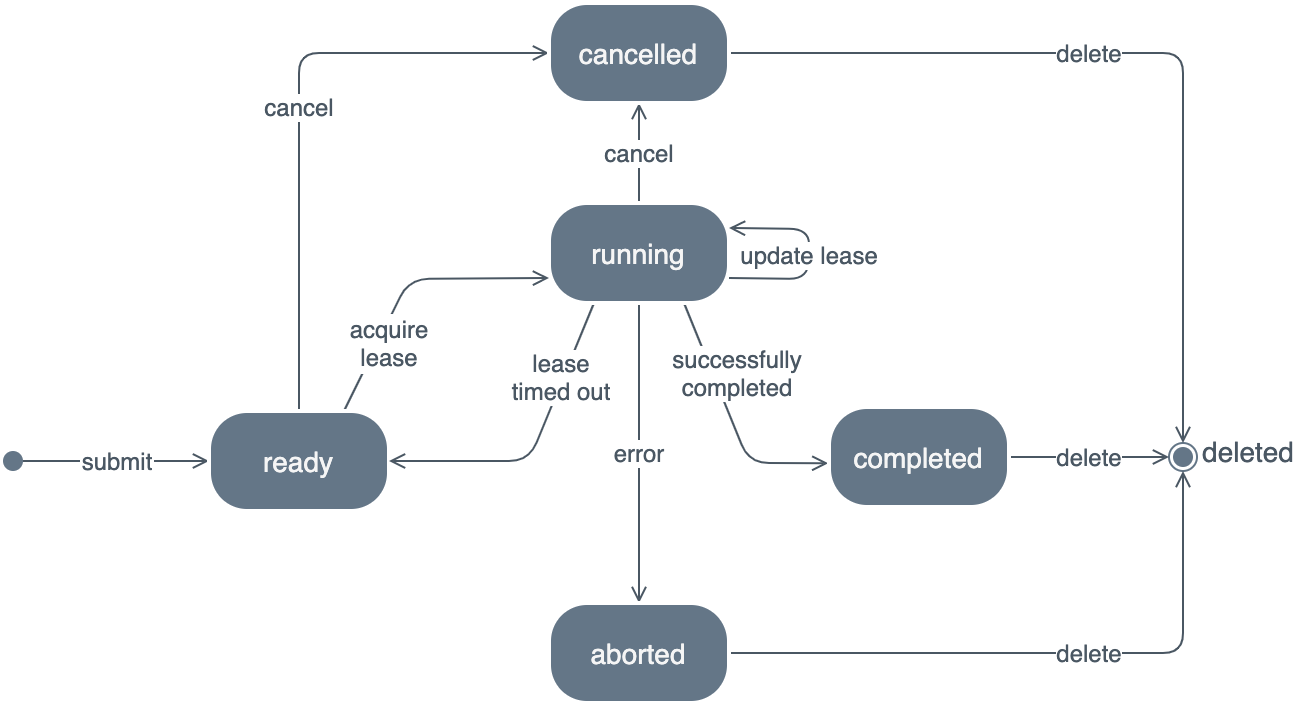 cancelled
delete
cancel
cancel
running
update lease
acquire
lease
lease
timed out
successfully
completed
submit
ready
error
completed
delete
deleted
aborted
delete